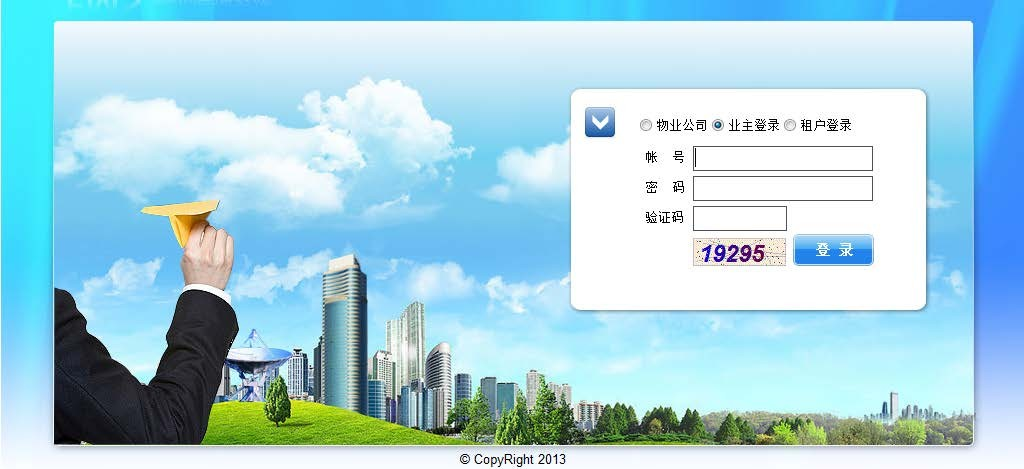 物业公司 业主登录 租户登录
帐 号
密 码
验证码
19295 登 录
© CopyRight 2013